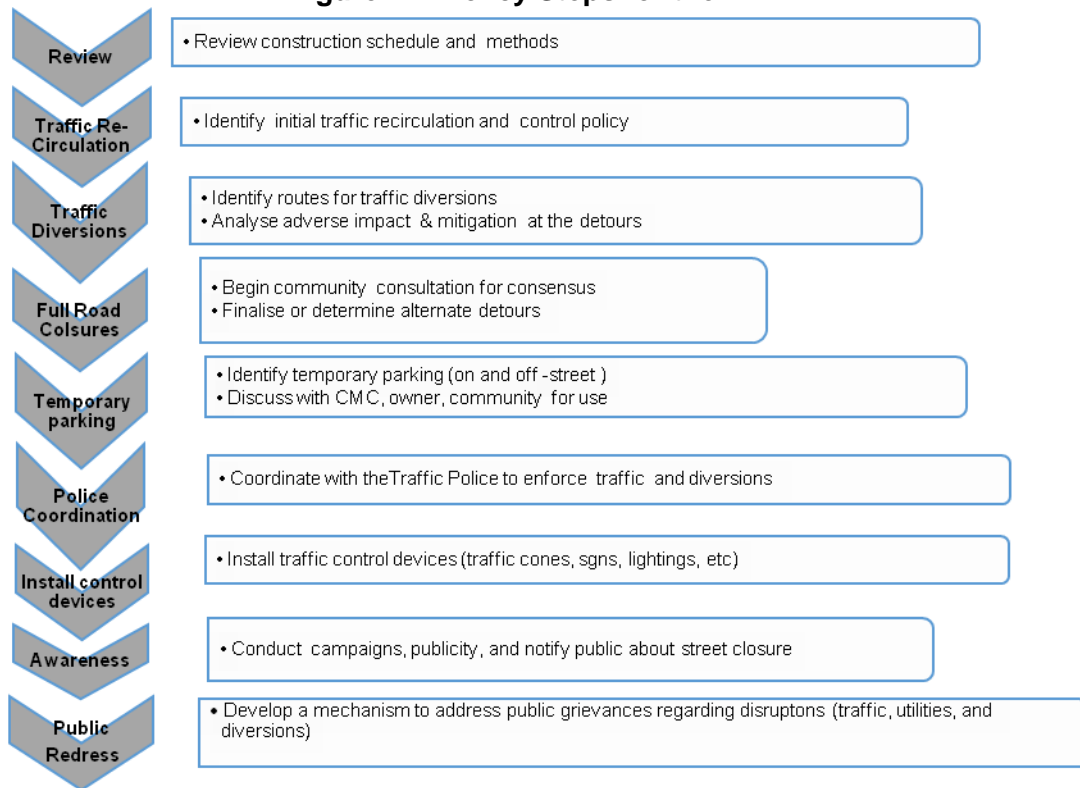 Key Steps
Review
• Review construction schedule and methods
Traffic Re-
Circulation
• Identify initial traffic recirculation and control policy
Traffic
Diversions
• Identify routes for traffic diversions
• Analyse adverse impact & mitigation at the detours
Full Road
Colsures
• Begin community consultation for consensus
• Finalise or determine alternate detours
Temporary
parking
• Identify temporary parking (on and off -street )
• Discuss with CMC, owner, community for use
Police
Coordination
• Coordinate with theTraffic Police to enforce traffic and diversions
Install control
devices
• Install traffic control devices (traffic cones, sgns, lightings, etc)
Awareness
• Conduct campaigns, publicity, and notify public about street closure
Public
Redress
• Develop a mechanism to address public grievances regarding disruptons (traffic, utilities, and
diversions)